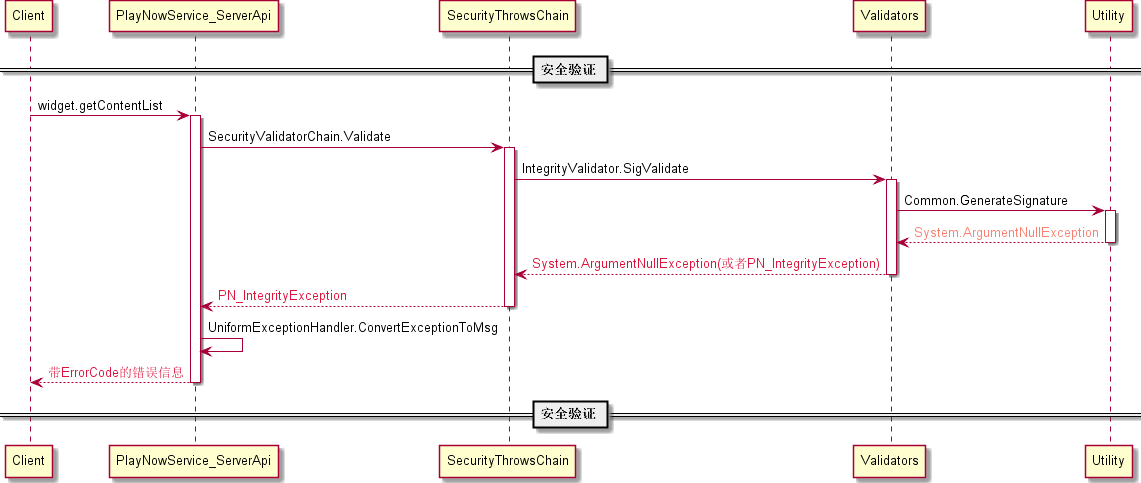 Client PlayNowService_ServerApi SecurityThrowsChain Validators Utility
安全验证
widget.getContentList
SecurityValidatorChain.Validate
IntegrityValidator.SigValidate
Common.GenerateSignature
System.ArgumentNullException
System.ArgumentNullException(或者PN_IntegrityException)
PN_IntegrityException
UniformExceptionHandler.ConvertExceptionToMsg
带ErrorCode的错误信息
安全验证
Client PlayNowService_ServerApi SecurityThrowsChain Validators Utility